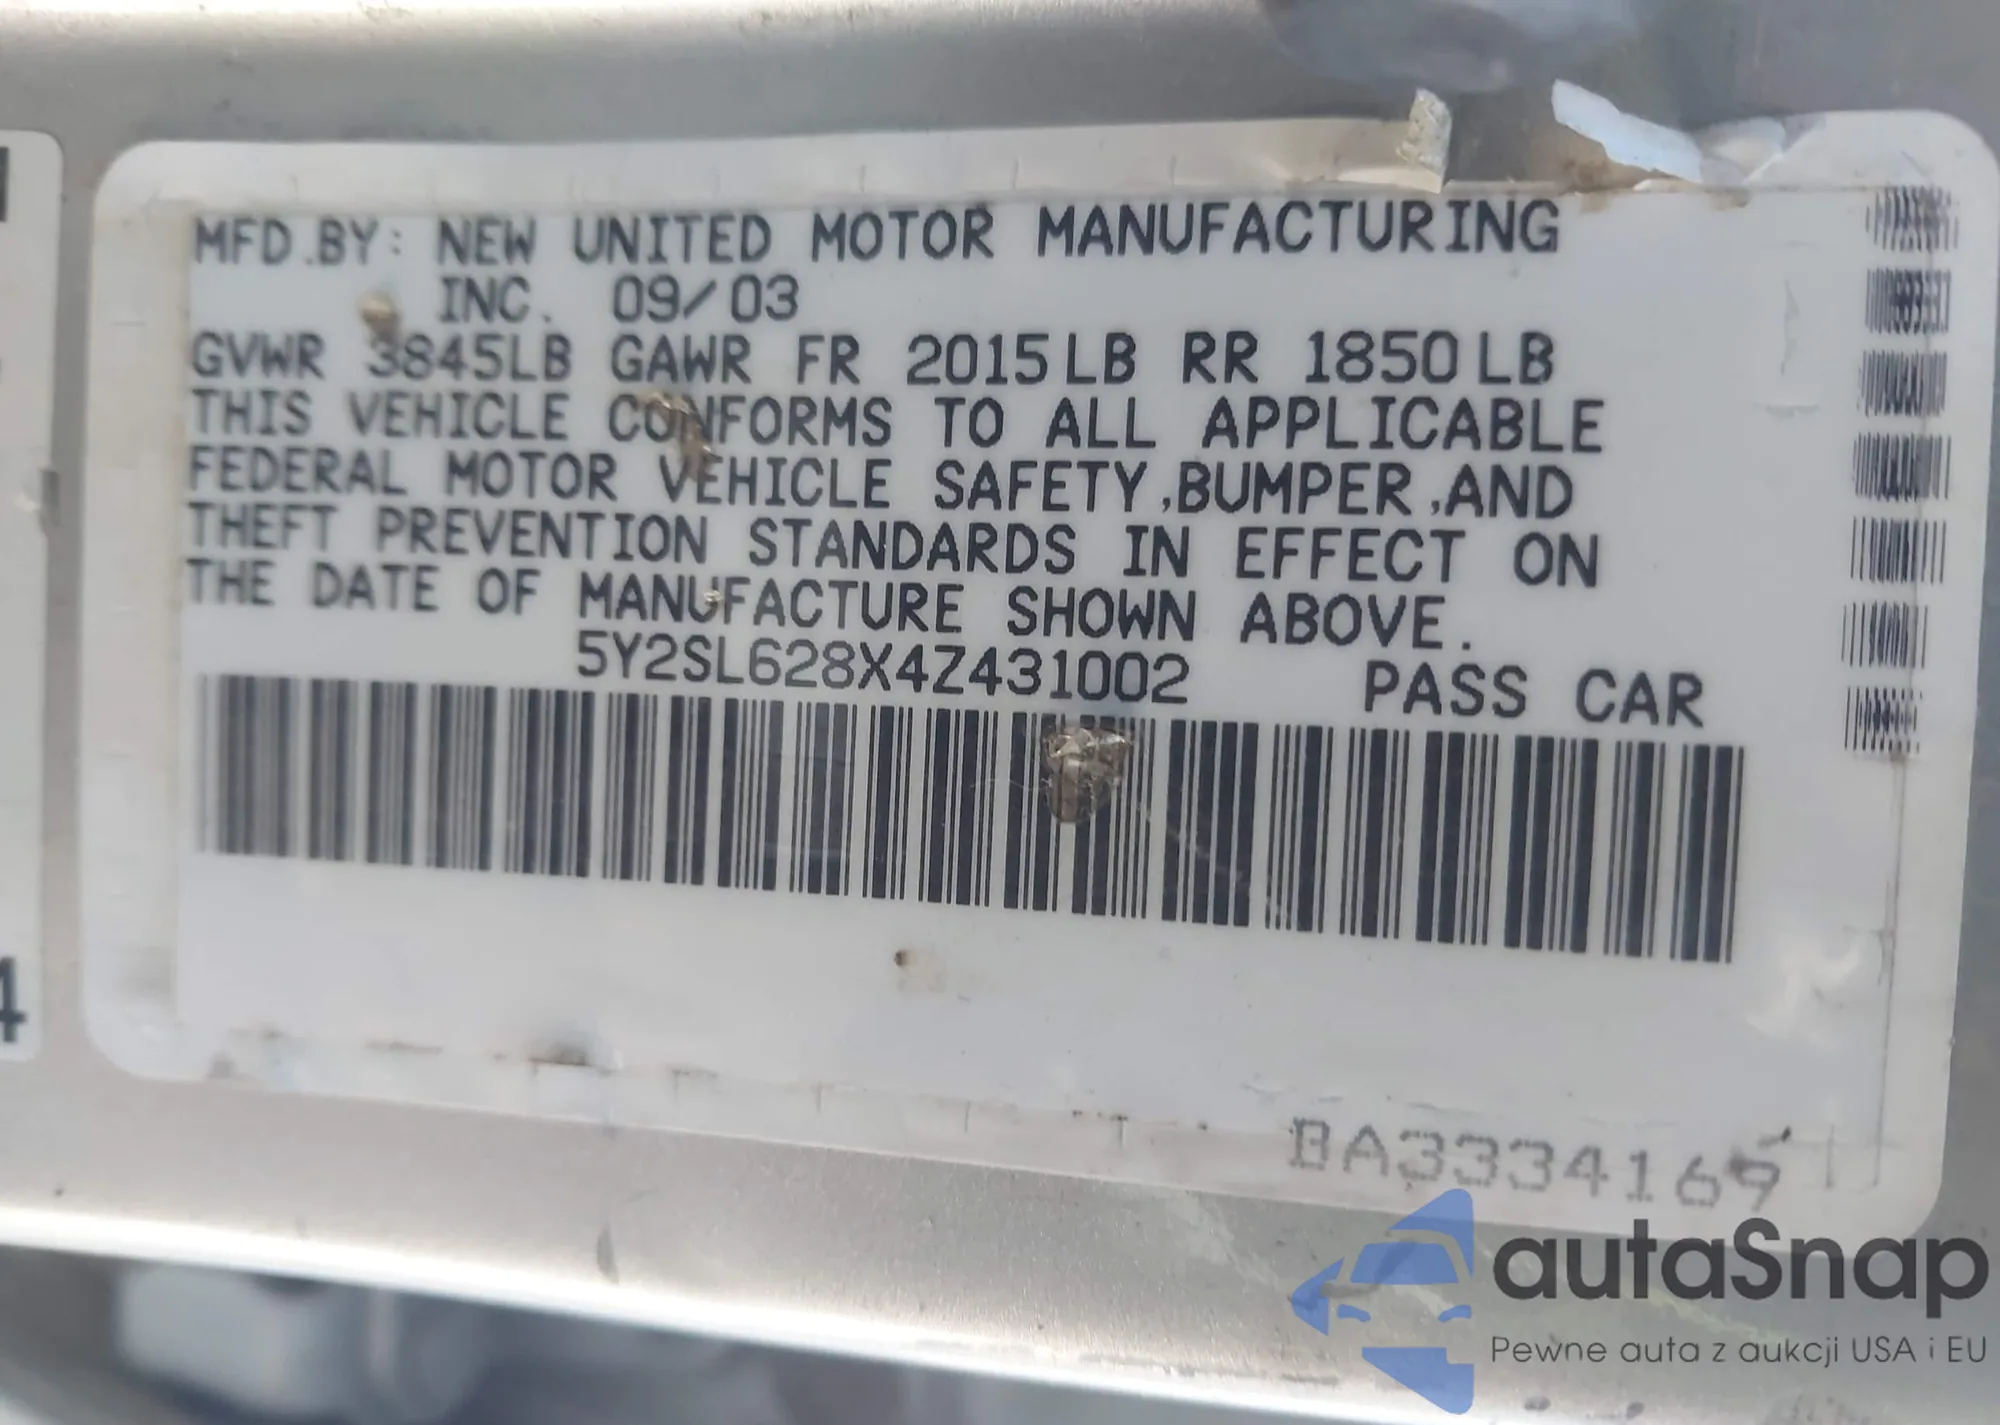 MFD.BY: NEW UNITED MOTOR MANUFACTURING
INC. 09/03
GVWR 3845LB GAWR FR 2015LB RR 1850LB
THIS VEHICLE CONFORMS TO ALL APPLICABLE
FEDERAL MOTOR VEHICLE SAFETY,BUMPER,AND
THEFT PREVENTION STANDARDS IN EFFECT ON
THE DATE OF MANUFACTURE SHOWN ABOVE.
5Y2SL628X4Z431002 PASS CAR
4
BA3334169
autaSnap
Pewne auta z aukcji USA i EU